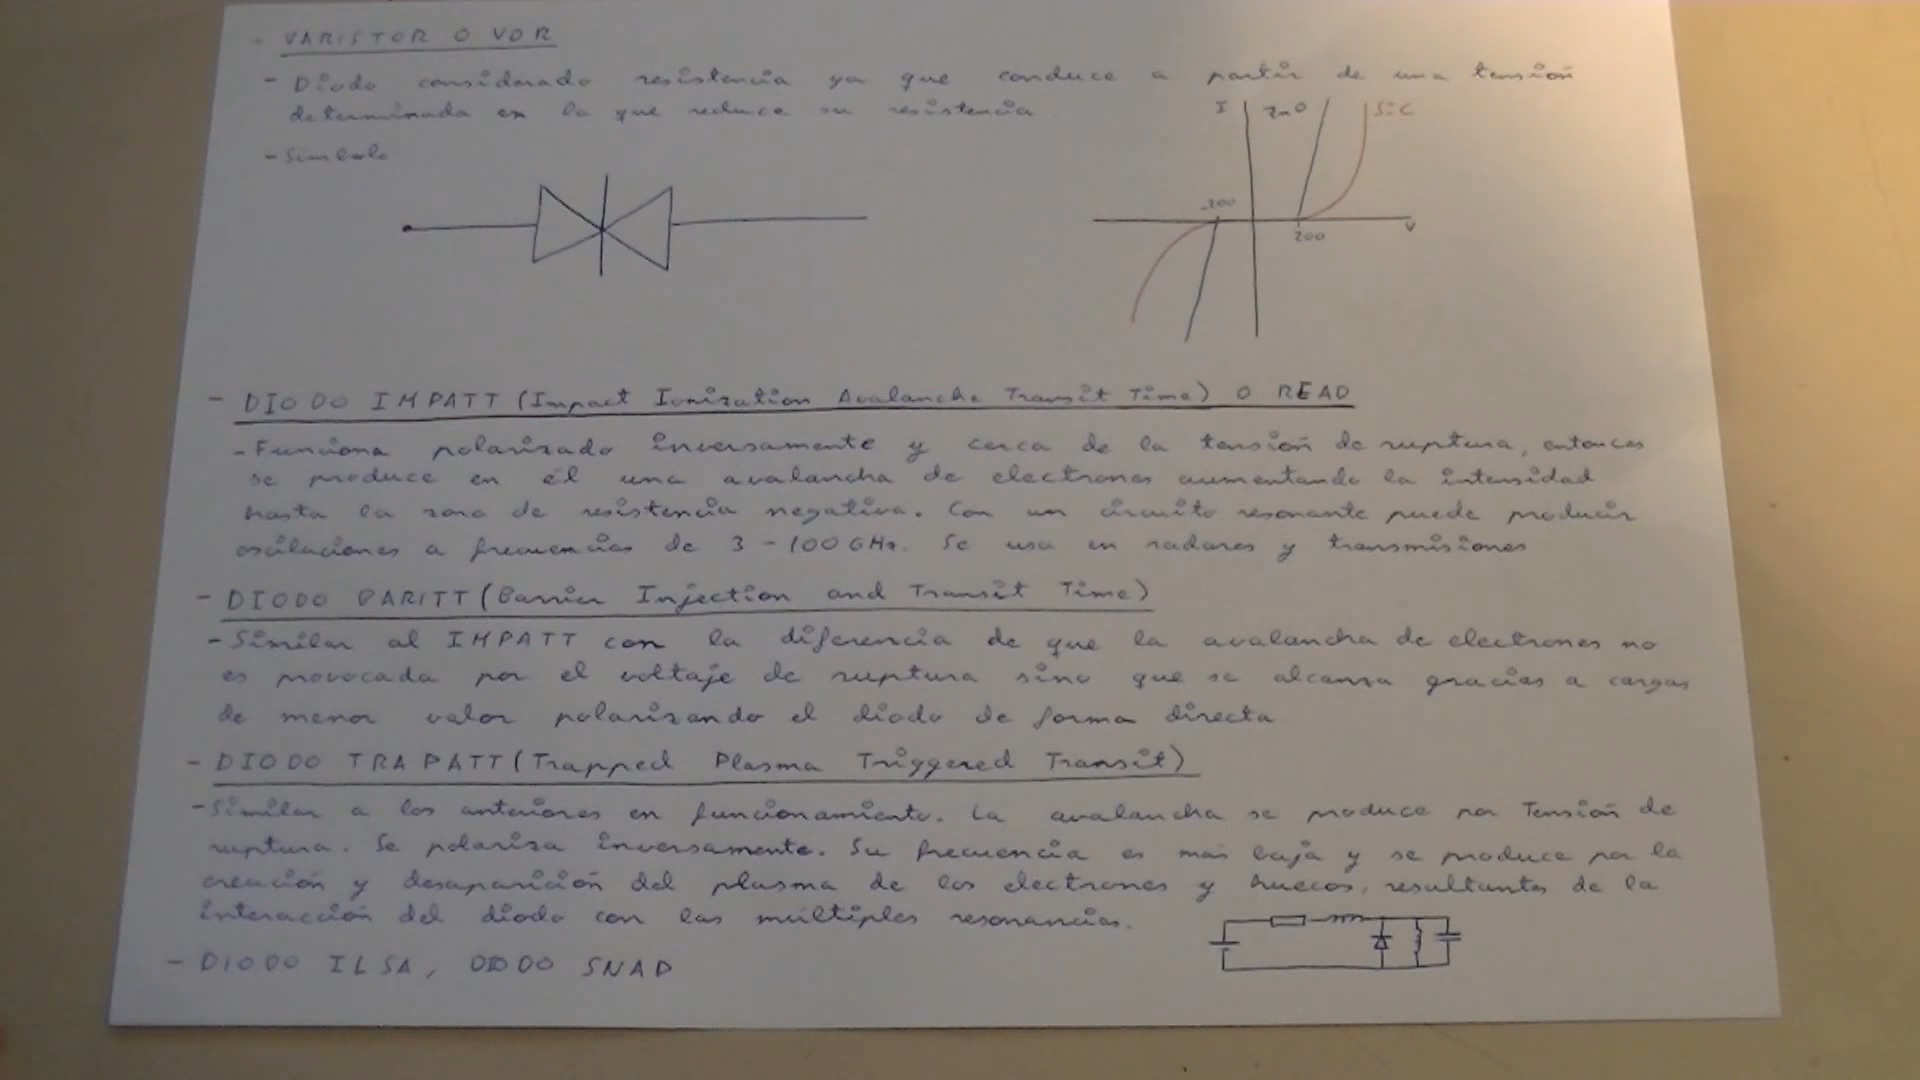 - VARISTOR O VDR
- Diodo considerado resistencia ya que conduce a partir de una tensión
determinada en la que reduce su resistencia
I ZnO SiC
- Simbolo
-200
200
V
- DIODO IMPATT (Impact Ionization Avalanche Transit Time) O READ
- Funciona polarizado inversamente y cerca de la tensión de ruptura, entonces
se produce en él una avalancha de electrones aumentando la intensidad
hasta la zona de resistencia negativa. Con un circuito resonante puede producir
oscilaciones a frecuencias de 3 - 100 GHz. Se usa en radares y transmisiones
- DIODO BARITT (Barrier Injection and Transit Time)
- Similar al IMPATT con la diferencia de que la avalancha de electrones no
es provocada por el voltaje de ruptura sino que se alcanza gracias a cargas
de menor valor polarizando el diodo de forma directa
- DIODO TRAPATT (Trapped Plasma Triggered Transit)
- Similar a los anteriores en funcionamiento. La avalancha se produce por Tensión de
ruptura. Se polariza inversamente. Su frecuencia es más baja y se produce por la
creación y desaparición del plasma de los electrones y huecos, resultantes de la
interacción del diodo con las múltiples resonancias.
- DIODO ILSA, DIODO SNAP